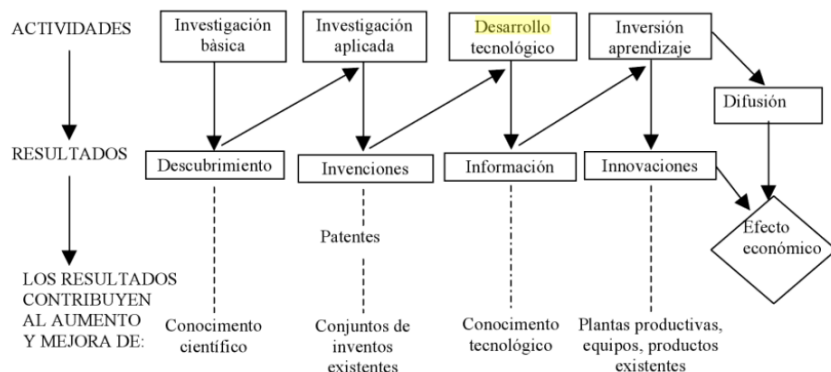 ACTIVIDADES
Investigación
bàsica
Investigación
aplicada
Desarrollo
tecnológico
Inversión
aprendizaje
Difusión
RESULTADOS
Descubrimiento
Invenciones
Información
Innovaciones
Patentes
Efecto
económico
LOS RESULTADOS
CONTRIBUYEN
AL AUMENTO
Y MEJORA DE:
Conocimento
científico
Conjuntos de
inventos
existentes
Conocimento
tecnológico
Plantas productivas,
equipos, productos
existentes